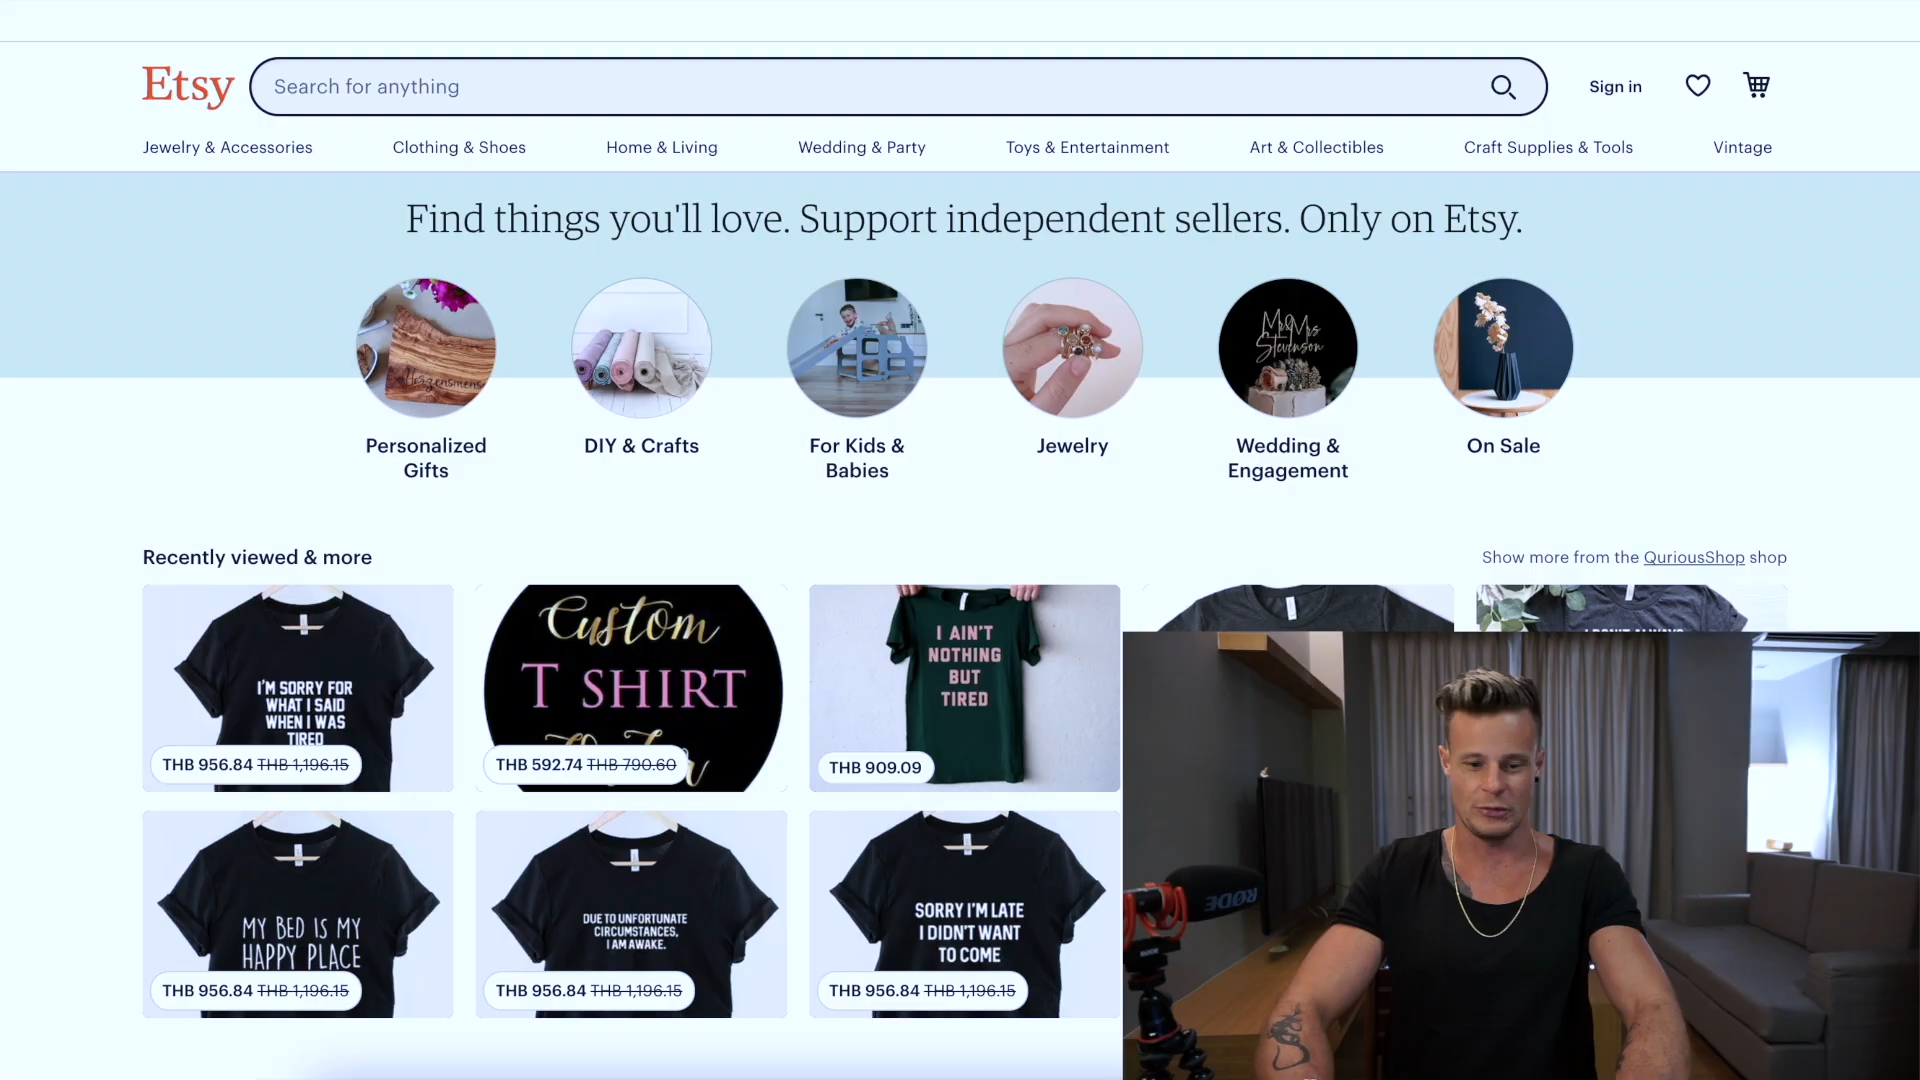 Etsy
Search for anything
Sign in
Jewelry & Accessories
Clothing & Shoes
Home & Living
Wedding & Party
Toys & Entertainment
Art & Collectibles
Craft Supplies & Tools
Vintage
Find things you'll love. Support independent sellers. Only on Etsy.
Mr & Mrs
Stevenson
Personalized
Gifts
DIY & Crafts
For Kids &
Babies
Jewelry
Wedding &
Engagement
On Sale
Recently viewed & more
Show more from the QuriousShop shop
I'M SORRY FOR
WHAT I SAID
WHEN I WAS
TIRED
THB 956.84 THB 1,196.15
Custom
T SHIRT
THB 592.74 THB 790.60
I AIN'T
NOTHING
BUT
TIRED
THB 909.09
I DON'T ALWAYS
MY BED IS MY
HAPPY PLACE
THB 956.84 THB 1,196.15
DUE TO UNFORTUNATE
CIRCUMSTANCES,
I AM AWAKE.
THB 956.84 THB 1,196.15
SORRY I'M LATE
I DIDN'T WANT
TO COME
THB 956.84 THB 1,196.15
RØDE